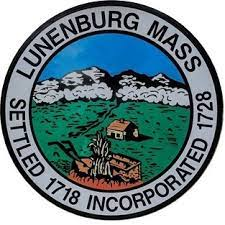 LUNENBURG MASS
SETTLED 1718 INCORPORATED 1728